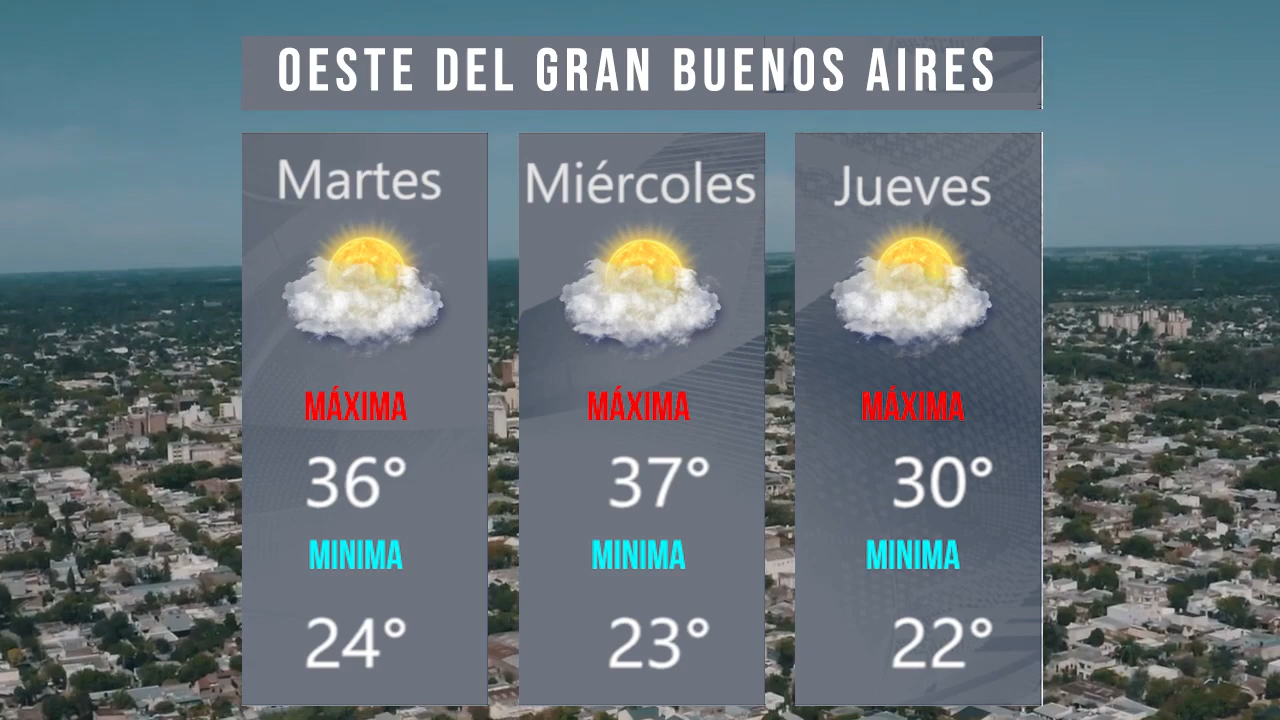 OESTE DEL GRAN BUENOS AIRES
Martes
MÁXIMA
36°
MINIMA
24°
Miércoles
MÁXIMA
37°
MINIMA
23°
Jueves
MÁXIMA
30°
MINIMA
22°